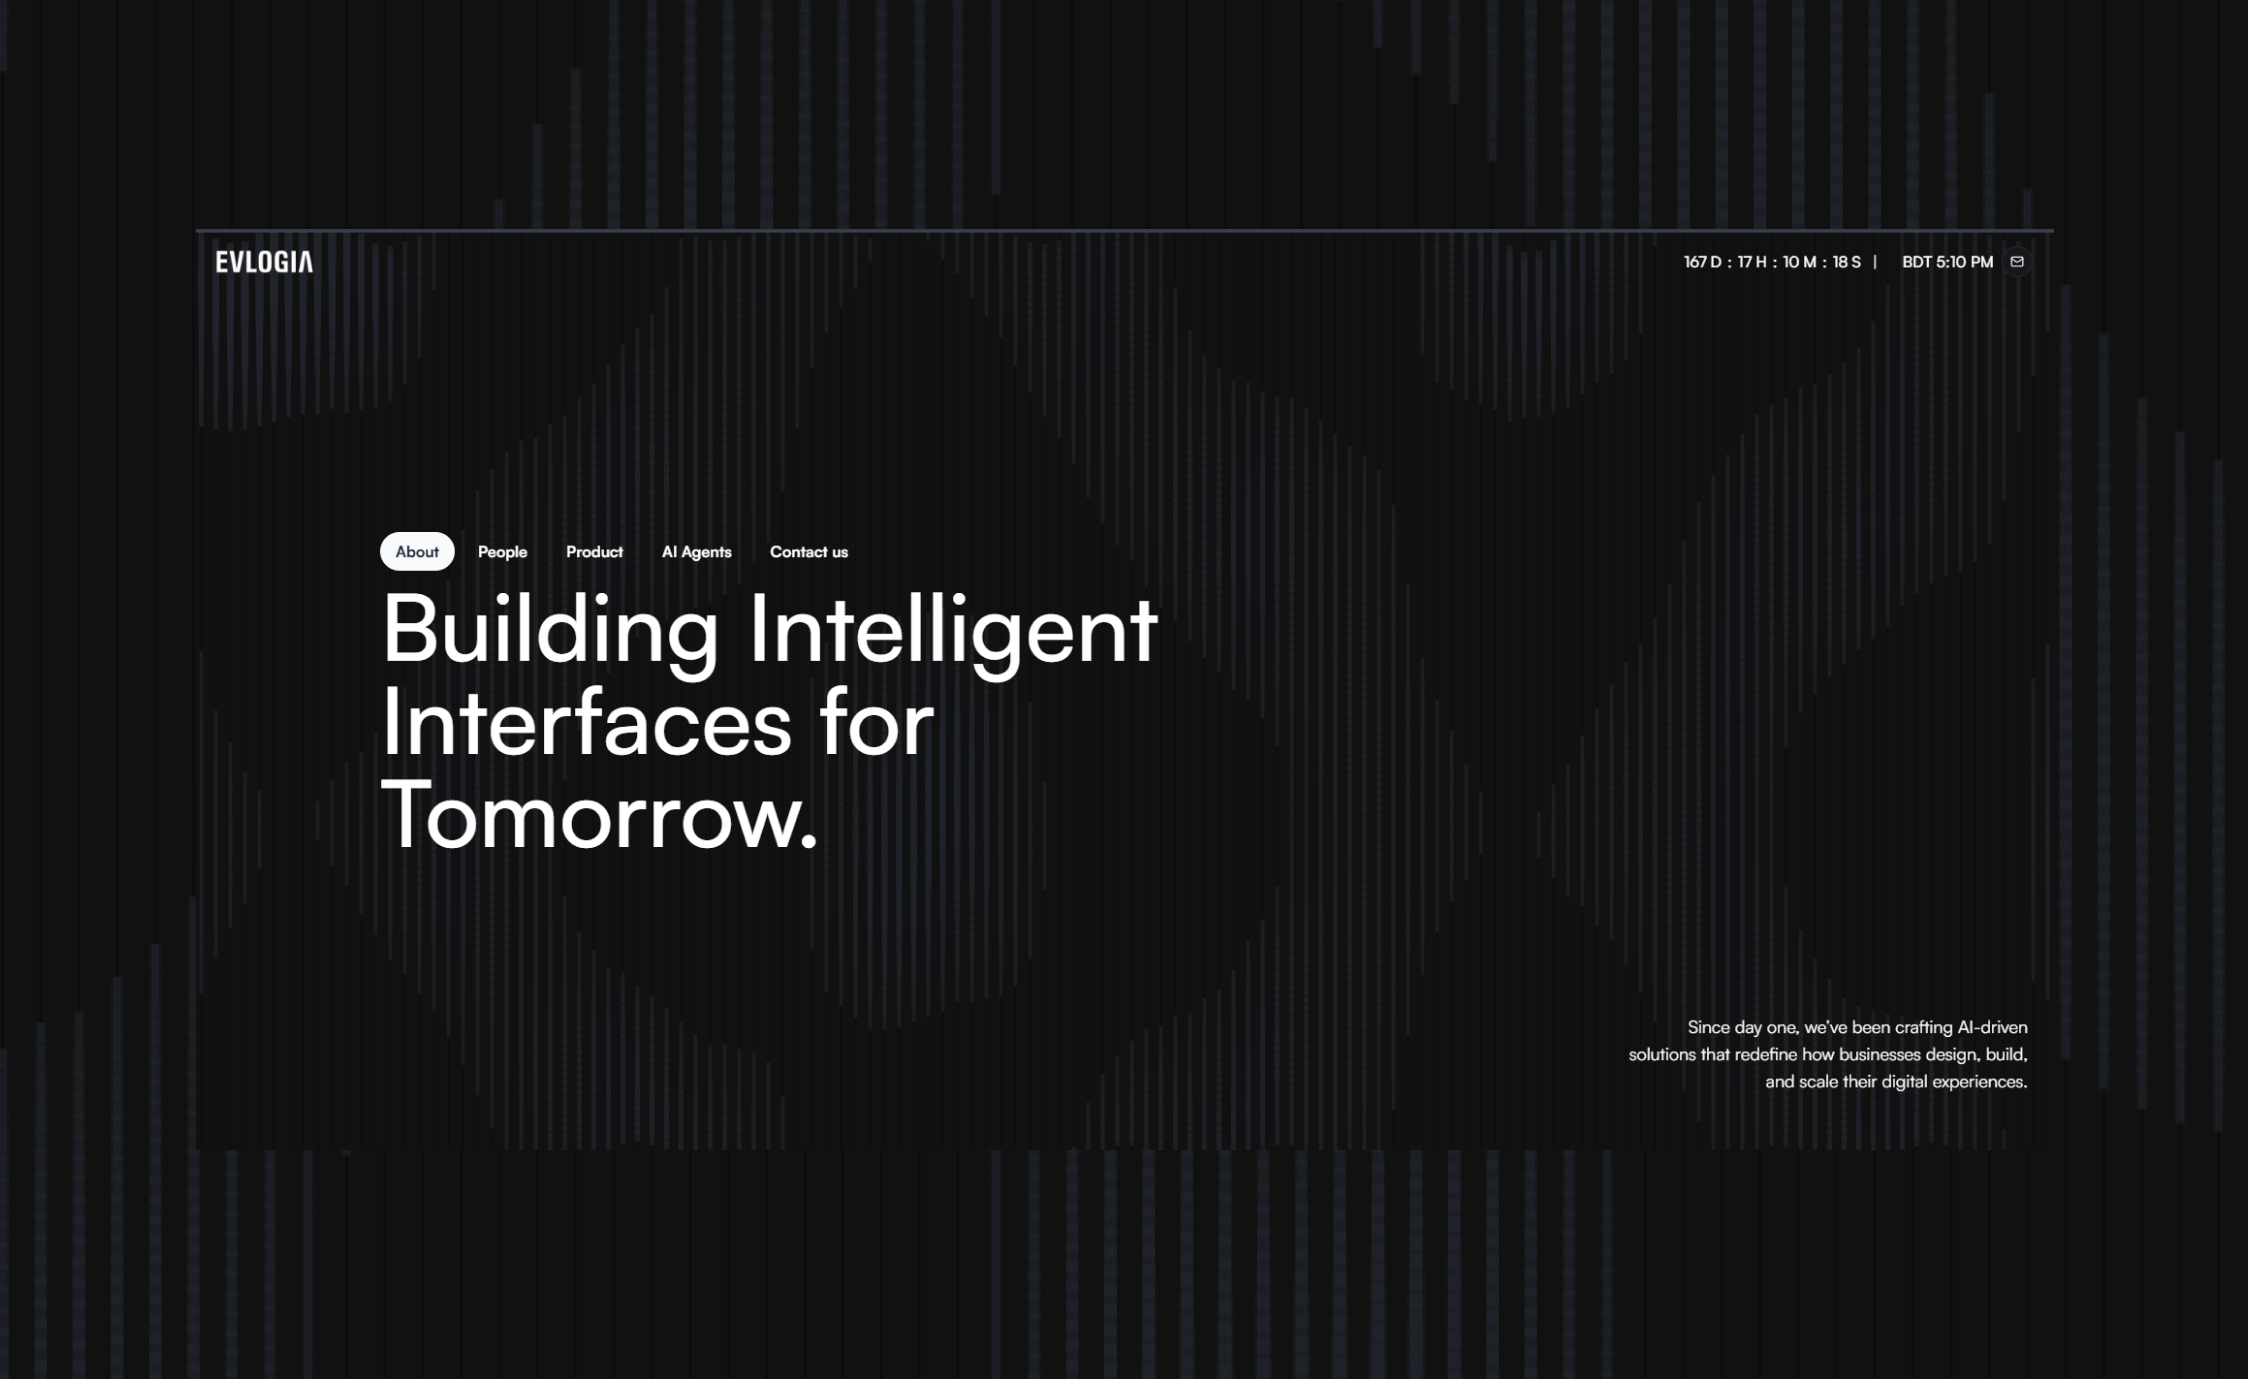 EVLOGIA
167 D : 17 H : 10 M : 18 S | BDT 5:10 PM
About People Product AI Agents Contact us
Building Intelligent
Interfaces for
Tomorrow.
Since day one, we’ve been crafting AI-driven
solutions that redefine how businesses design, build,
and scale their digital experiences.